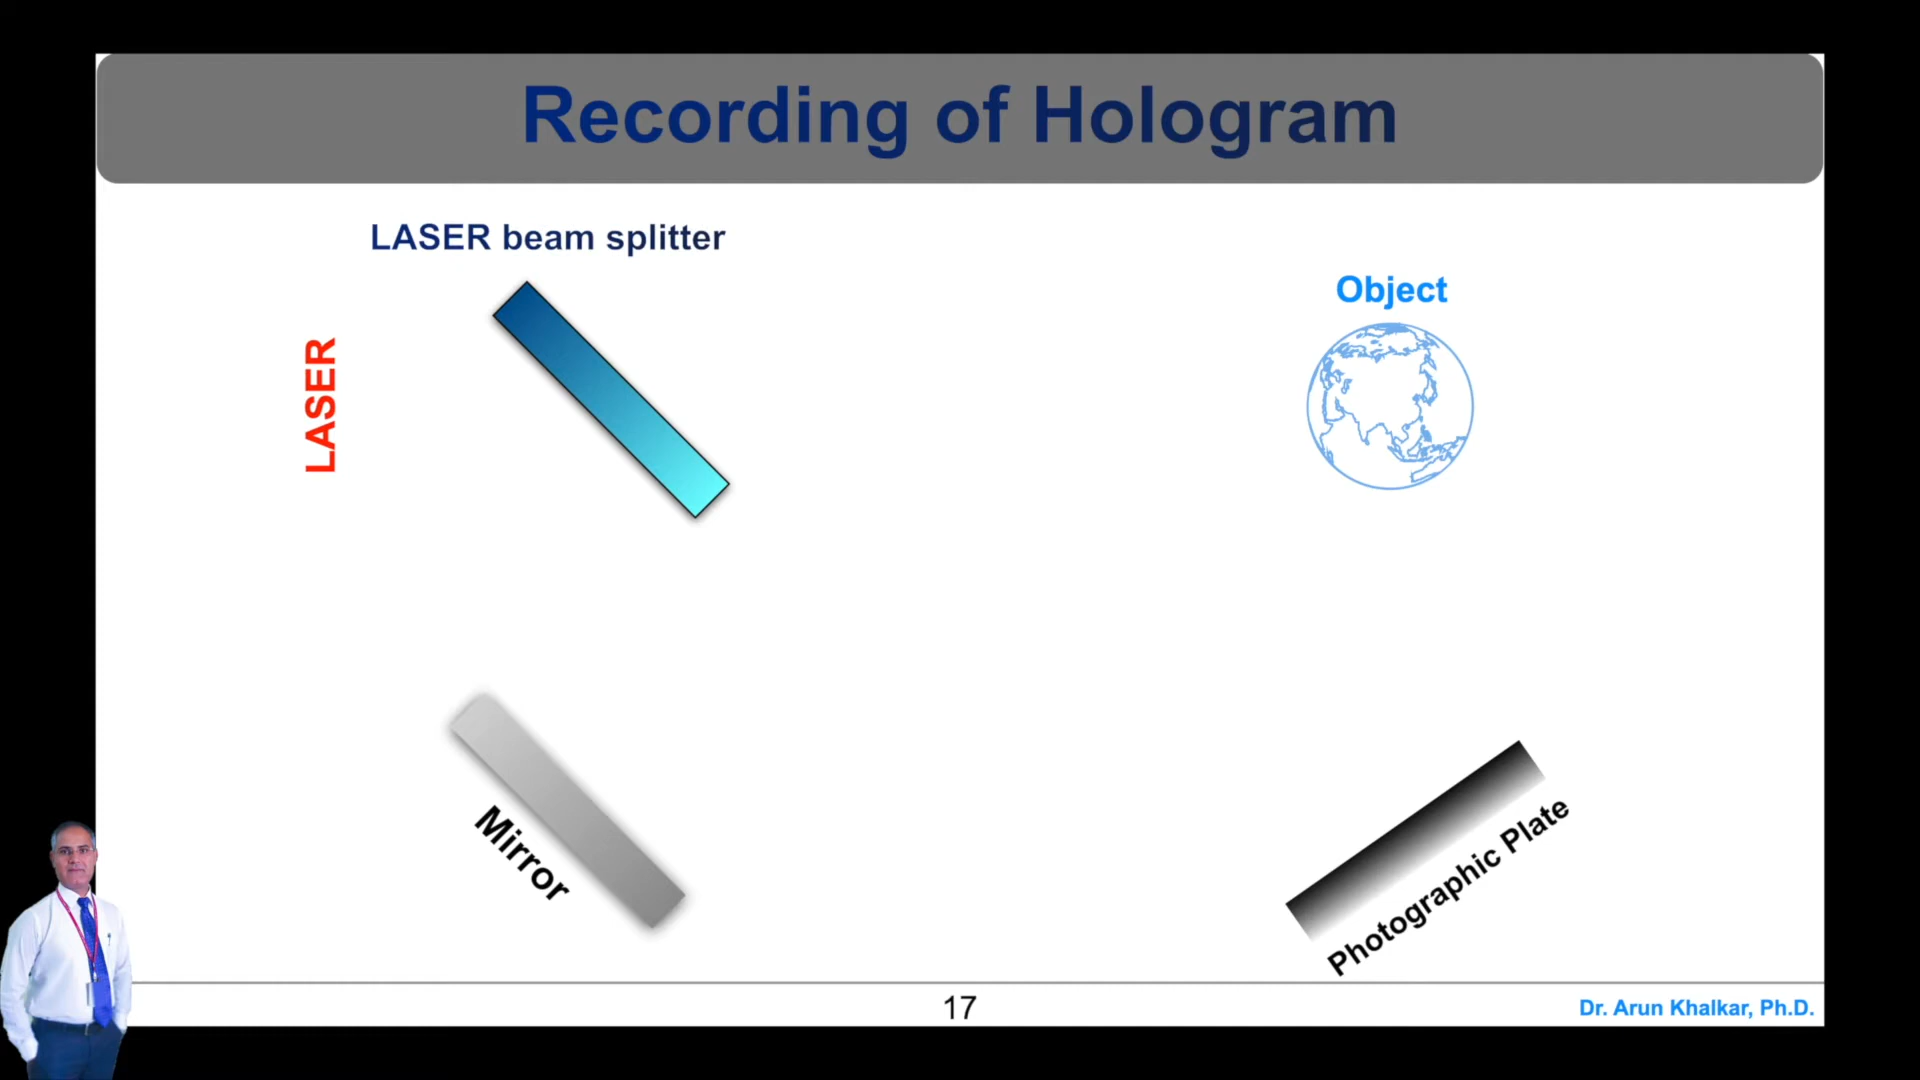 Recording of Hologram
LASER beam splitter
LASER
Object
Mirror
Photographic Plate
17
Dr. Arun Khalkar, Ph.D.